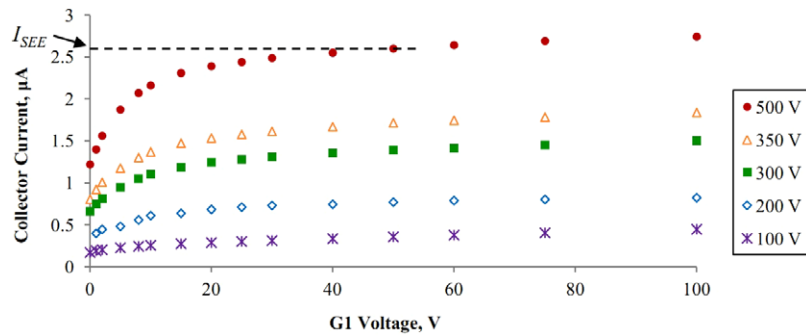 I_SEE
3
2.5
2
1.5
1
0.5
0
0 20 40 60 80 100
Collector Current, µA
G1 Voltage, V
500 V
350 V
300 V
200 V
100 V